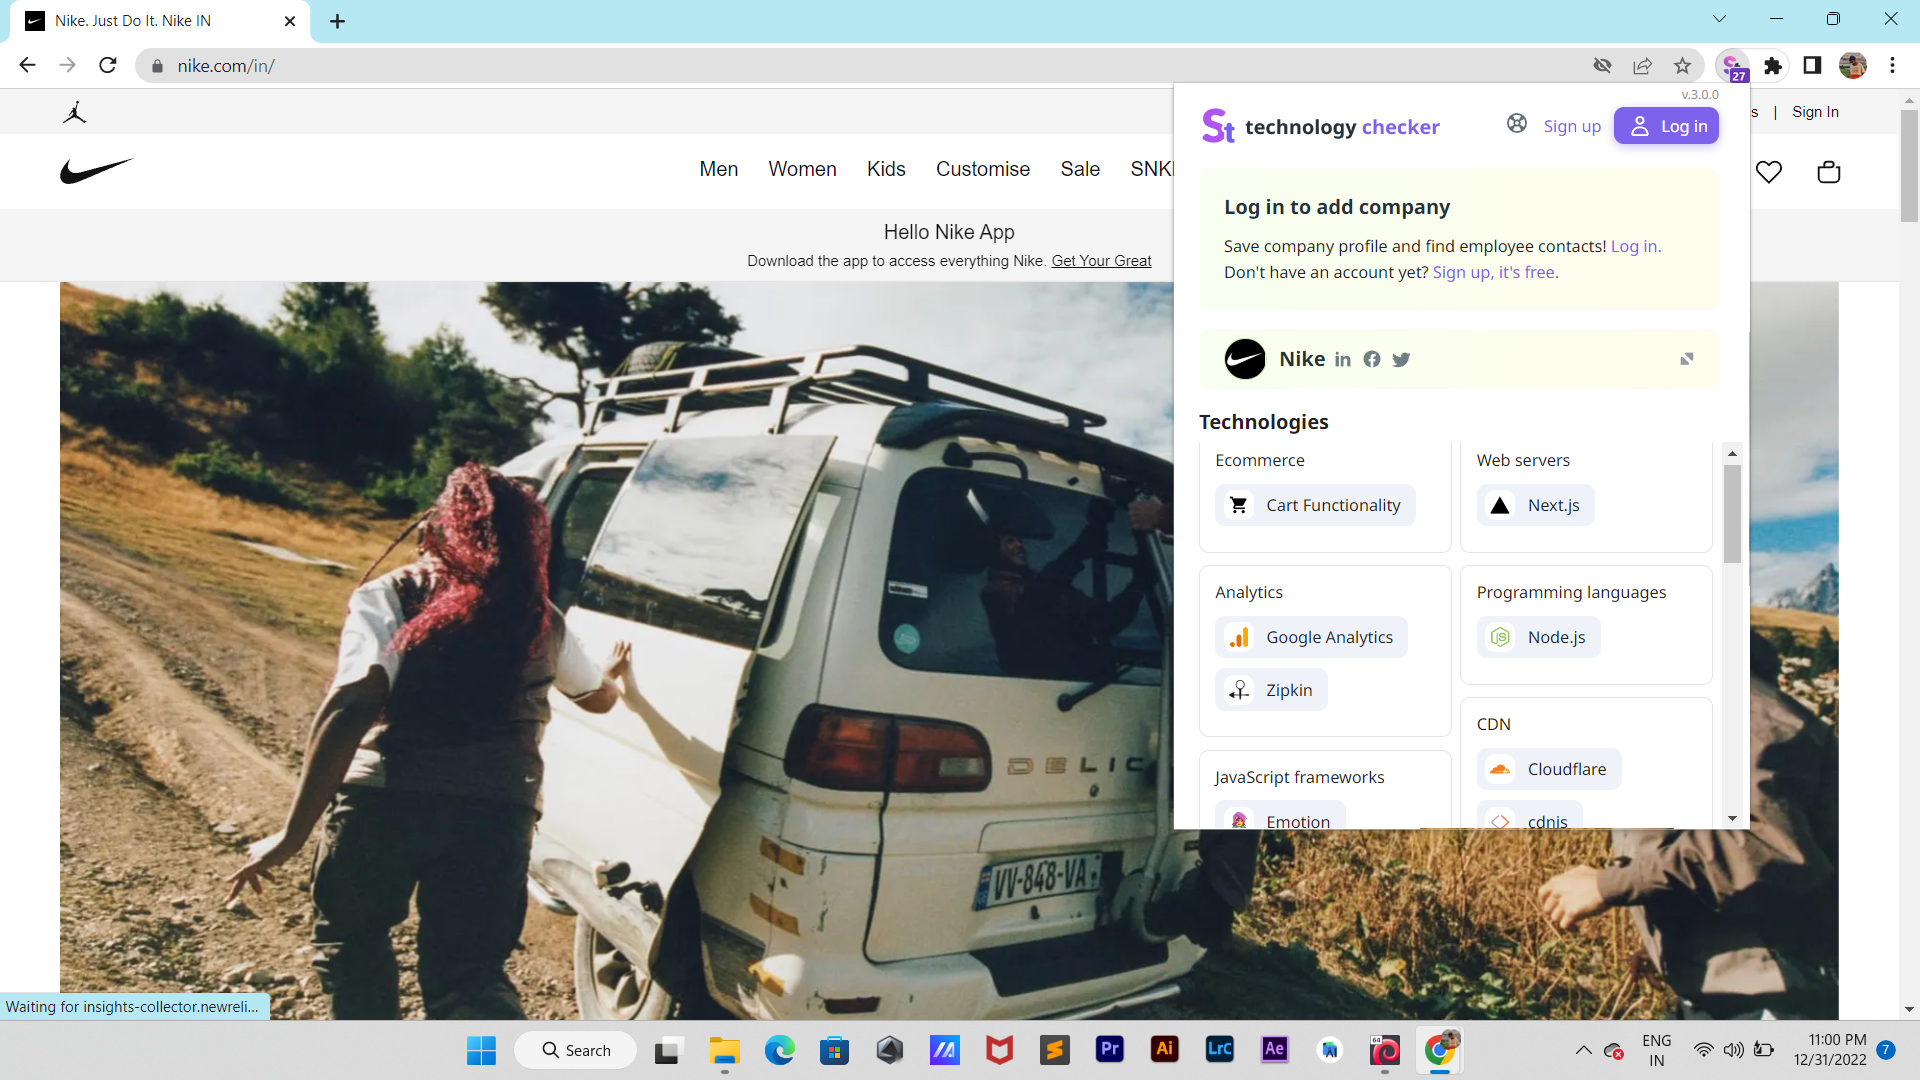 Nike. Just Do It. Nike IN
nike.com/in/
27
v.3.0.0
St technology checker
Sign up
Log in
s | Sign In
Men Women Kids Customise Sale SNK
Log in to add company
Save company profile and find employee contacts! Log in.
Don't have an account yet? Sign up, it's free.
Hello Nike App
Download the app to access everything Nike. Get Your Great
Nike
Technologies
Ecommerce
Cart Functionality
Web servers
Next.js
Analytics
Google Analytics
Zipkin
Programming languages
Node.js
CDN
Cloudflare
cdnjs
JavaScript frameworks
Emotion
DELIC
VV-848-VA
Waiting for insights-collector.newreli...
Search
Pr
Ai
LrC
Ae
64
ENG
IN
11:00 PM
12/31/2022
7